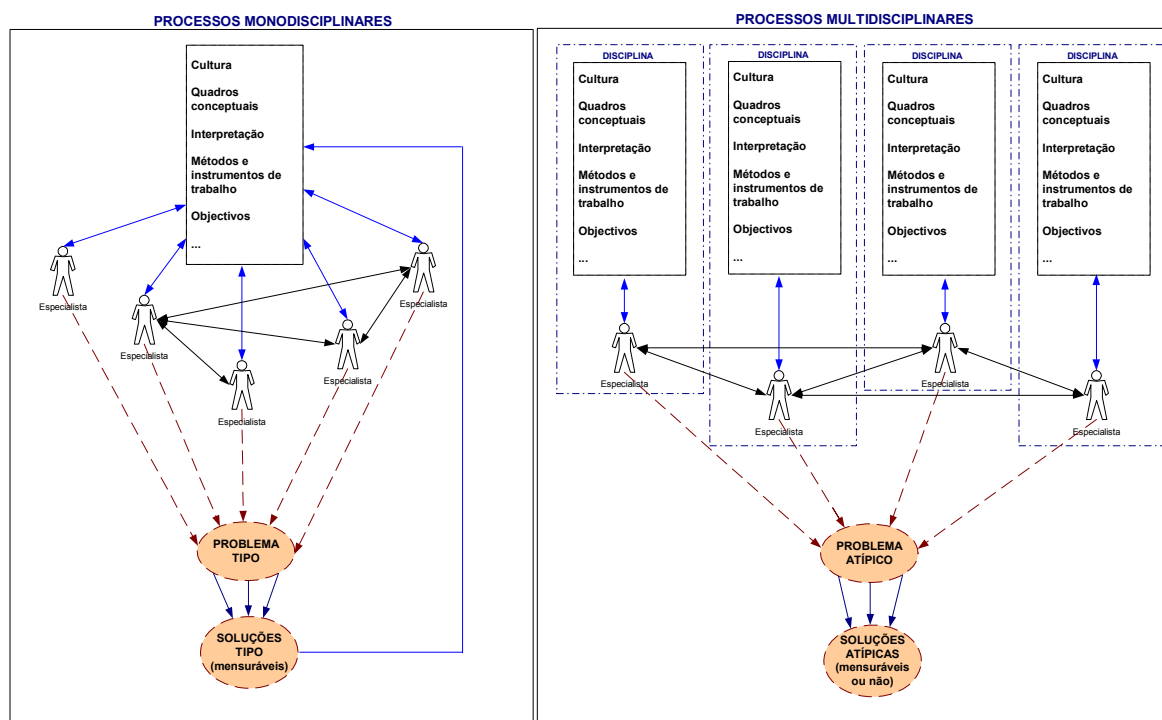 PROCESSOS MONODISCIPLINARES
Cultura
Quadros
conceptuais
Interpretação
Métodos e
instrumentos de
trabalho
Objectivos
...
Especialista
Especialista
Especialista
Especialista
Especialista
PROBLEMA
TIPO
SOLUÇÕES
TIPO
(mensuráveis)
PROCESSOS MULTIDISCIPLINARES
DISCIPLINA
Cultura
Quadros
conceptuais
Interpretação
Métodos e
instrumentos de
trabalho
Objectivos
...
Especialista
DISCIPLINA
Cultura
Quadros
conceptuais
Interpretação
Métodos e
instrumentos de
trabalho
Objectivos
...
Especialista
DISCIPLINA
Cultura
Quadros
conceptuais
Interpretação
Métodos e
instrumentos de
trabalho
Objectivos
...
Especialista
DISCIPLINA
Cultura
Quadros
conceptuais
Interpretação
Métodos e
instrumentos de
trabalho
Objectivos
...
Especialista
PROBLEMA
ATÍPICO
SOLUÇÕES
ATÍPICAS
(mensuráveis
ou não)